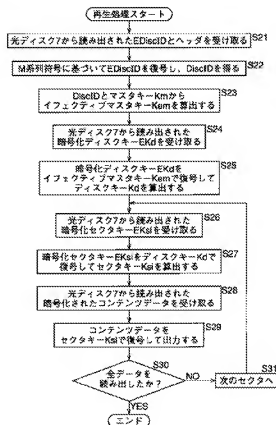 再生処理スタート
S21
光ディスク7から読み出されたEDiscIDとヘッダを受け取る
S22
M系列符号に基づいてEDiscIDを復号し、DiscIDを得る
S23
DiscIDとマスタキーKmから
イフェクティブマスタキーKemを算出する
S24
光ディスク7から読み出された
暗号化ディスクキーEKdを受け取る
S25
暗号化ディスクキーEKdを
イフェクティブマスタキーKemで復号して
ディスクキーKdを算出する
S26
光ディスク7から読み出された
暗号化セクタキーEKsiを受け取る
S27
暗号化セクタキーEKsiをディスクキーKdで
復号してセクタキーKsiを算出する
S28
光ディスク7から読み出された
暗号化されたコンテンツデータを受け取る
S29
コンテンツデータを
セクタキーKsiで復号して出力する
S30
全データを
読み出したか?
NO
S31
次のセクタへ
YES
エンド